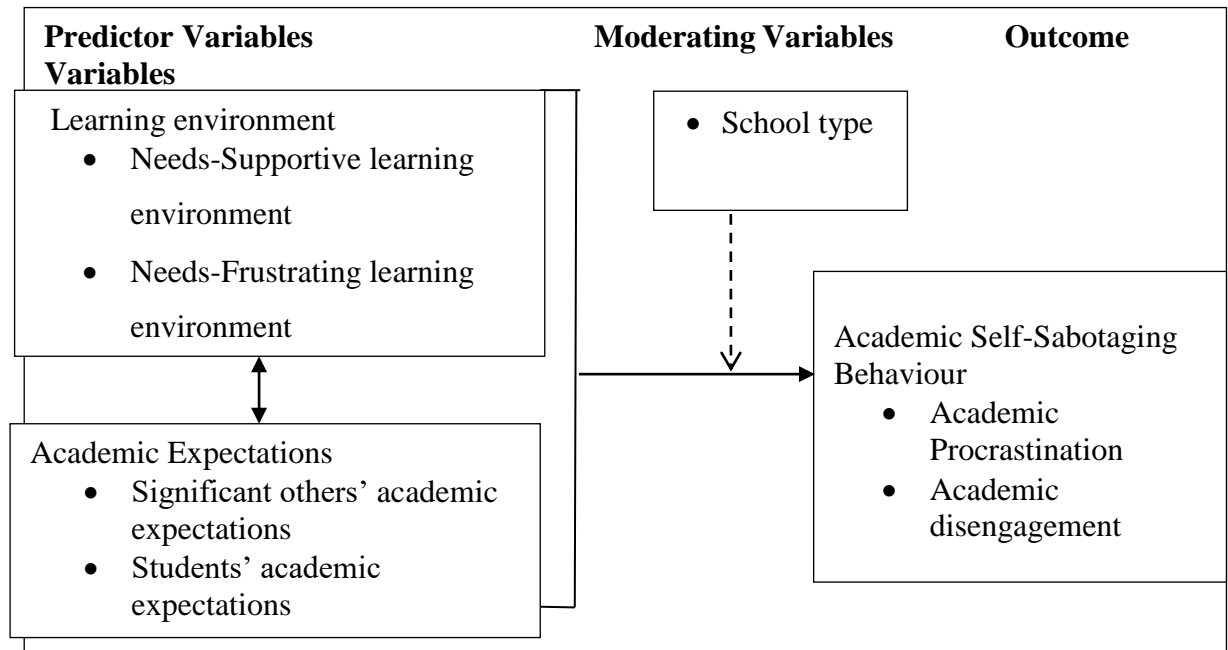 Predictor Variables Moderating Variables Outcome
Variables
Learning environment
• Needs-Supportive learning
environment
• Needs-Frustrating learning
environment
Academic Expectations
• Significant others’ academic
expectations
• Students’ academic
expectations
• School type
Academic Self-Sabotaging
Behaviour
• Academic
Procrastination
• Academic
disengagement